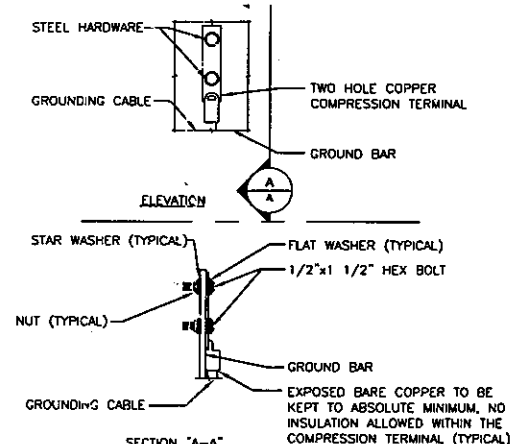 STEEL HARDWARE
GROUNDING CABLE
TWO HOLE COPPER
COMPRESSION TERMINAL
GROUND BAR
A
A
ELEVATION
STAR WASHER (TYPICAL)
FLAT WASHER (TYPICAL)
1/2"x1 1/2" HEX BOLT
NUT (TYPICAL)
GROUND BAR
GROUNDING CABLE
EXPOSED BARE COPPER TO BE
KEPT TO ABSOLUTE MINIMUM, NO
INSULATION ALLOWED WITHIN THE
COMPRESSION TERMINAL (TYPICAL)
SECTION "A-A"